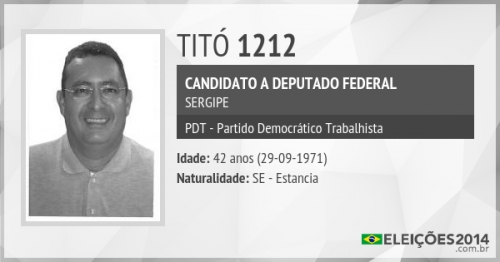 TITÓ 1212
CANDIDATO A DEPUTADO FEDERAL
SERGIPE
PDT - Partido Democrático Trabalhista
Idade: 42 anos (29-09-1971)
Naturalidade: SE - Estancia
ELEIÇÕES2014
.com.br